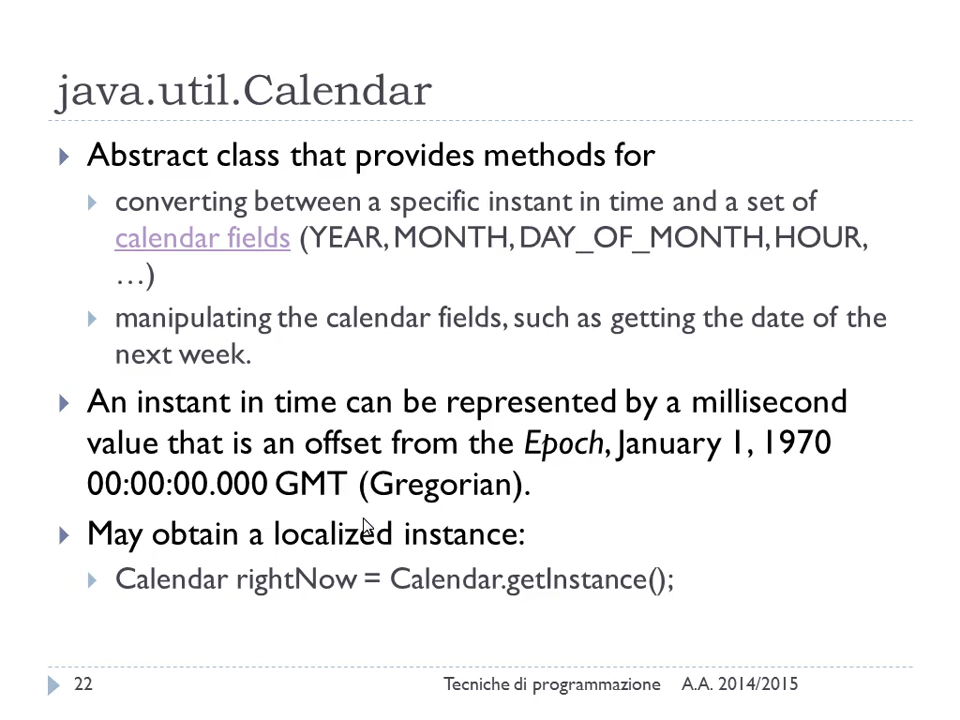 java.util.Calendar
Abstract class that provides methods for
converting between a specific instant in time and a set of
calendar fields (YEAR, MONTH, DAY_OF_MONTH, HOUR,
…)
manipulating the calendar fields, such as getting the date of the
next week.
An instant in time can be represented by a millisecond
value that is an offset from the Epoch, January 1, 1970
00:00:00.000 GMT (Gregorian).
May obtain a localized instance:
Calendar rightNow = Calendar.getInstance();
22 Tecniche di programmazione A.A. 2014/2015